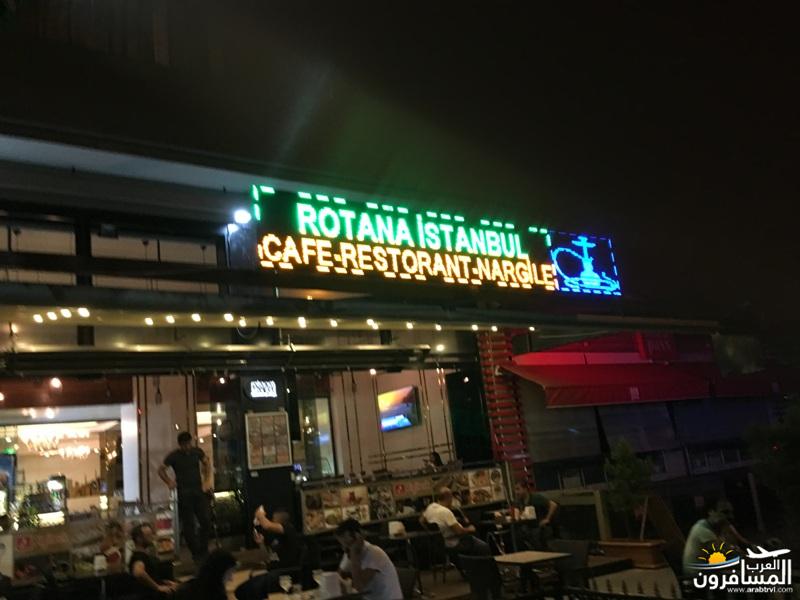 ROTANA İSTANBUL
CAFE-RESTORANT-NARGİLE
العرب
المسافرون
www.arabtrvl.com